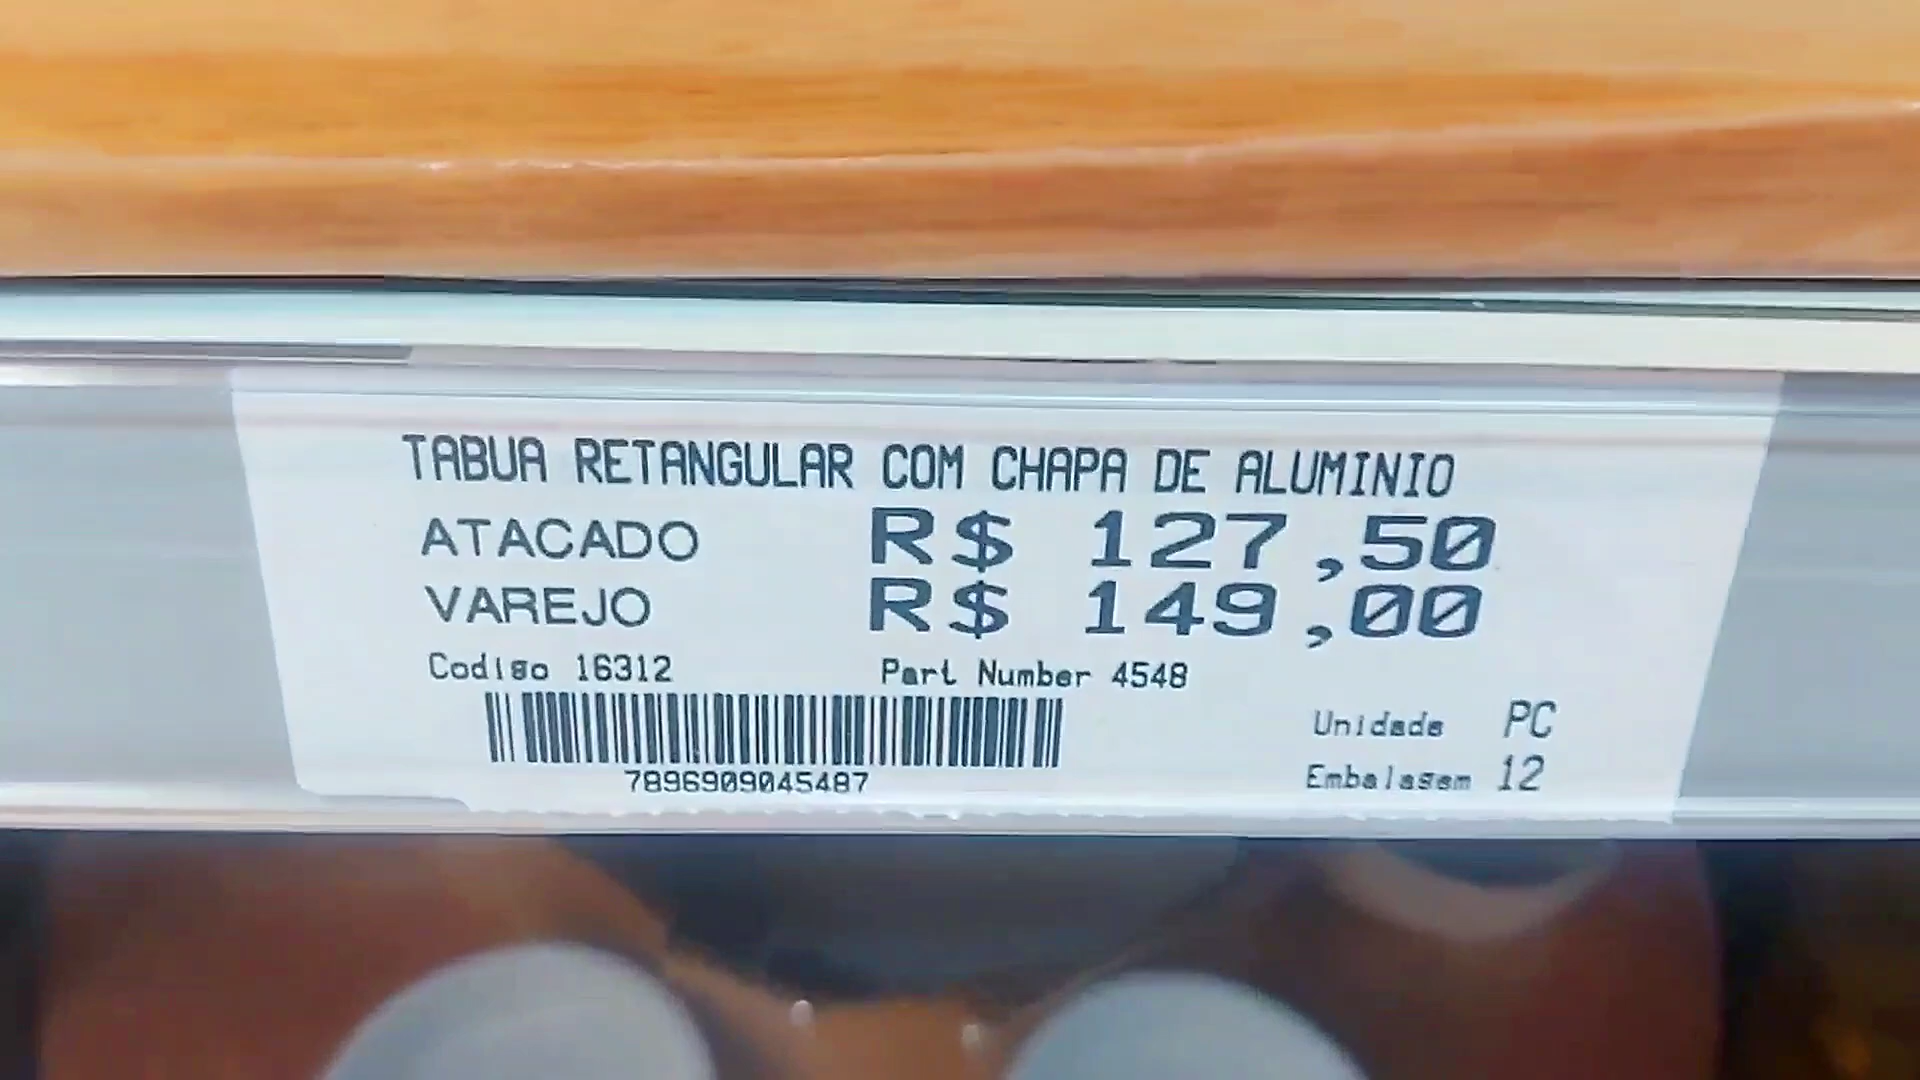 TABUA RETANGULAR COM CHAPA DE ALUMINIO
ATACADO R$ 127,50
VAREJO R$ 149,00
Codigo 16312 Part Number 4548
7896909045487
Unidade PC
Embalagem 12